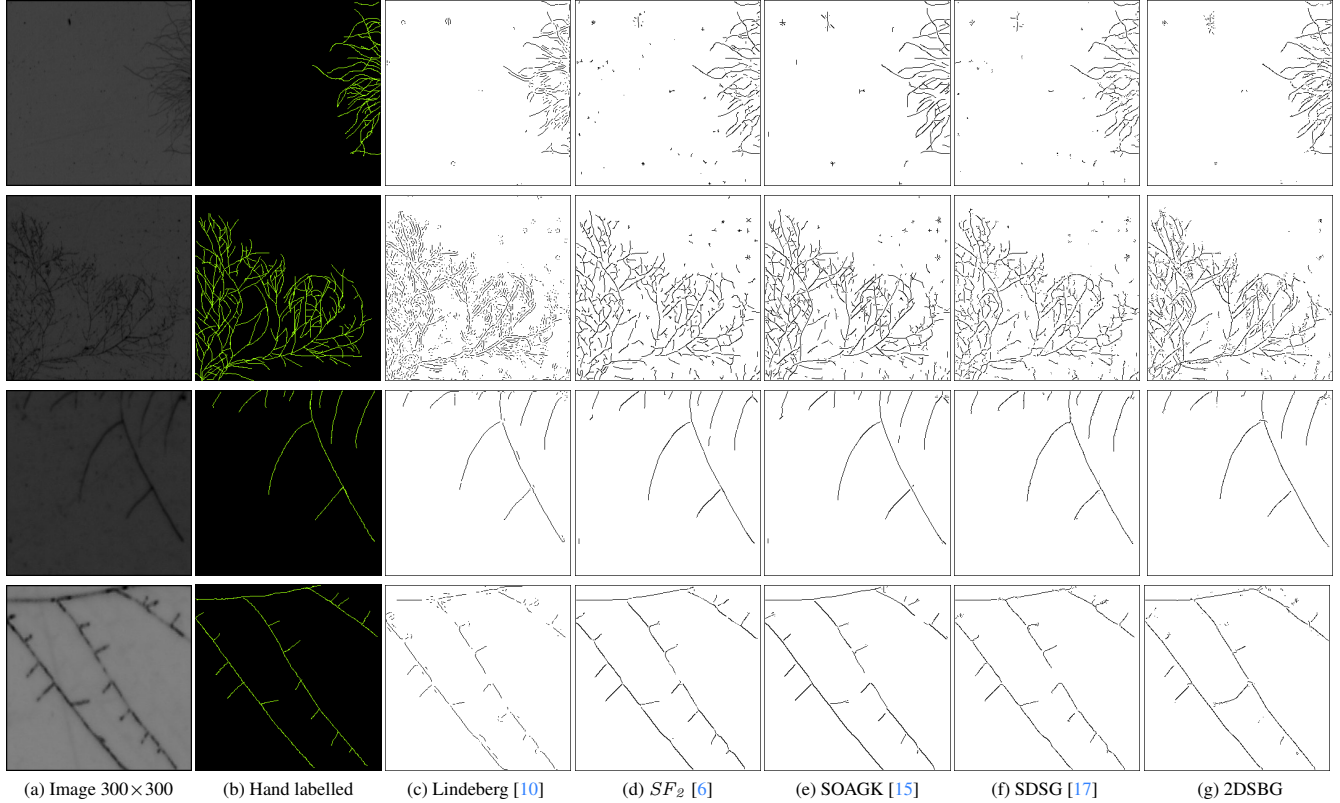 (a) Image 300×300 (b) Hand labelled (c) Lindeberg [10] (d) SF₂ [6] (e) SOAGK [15] (f) SDSG [17] (g) 2DSBG